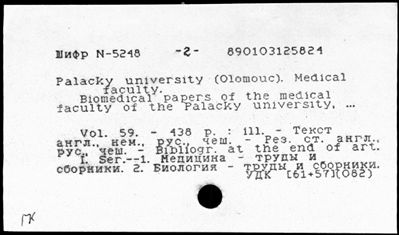 Шифр N-5248 -2- 890103125824
Palacky university (Olomouc). Medical
faculty.
Biomedical papers of the medical
faculty of the Palacky university, ...
Vol. 59. - 438 p. : ill. - Текст
англ., нем., рус., чеш. - Рез. ст. англ.,
рус., чеш. - Bibliogr. at the end of art.
I. Ser.--1. Медицина - труды и
сборники. 2. Биология - труды и сборники.
УДК [61+57](082)
ГК